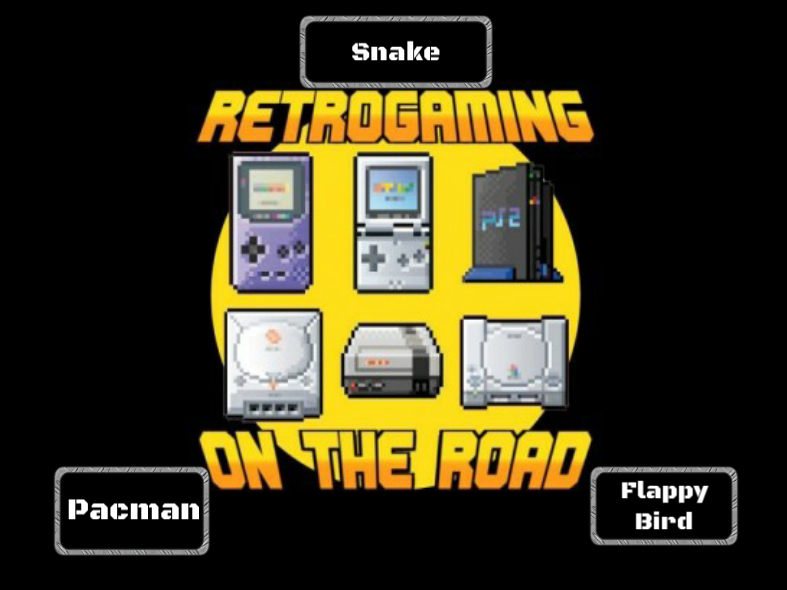 Snake
RETROGAMING
PS2
ON THE ROAD
Pacman
Flappy
Bird